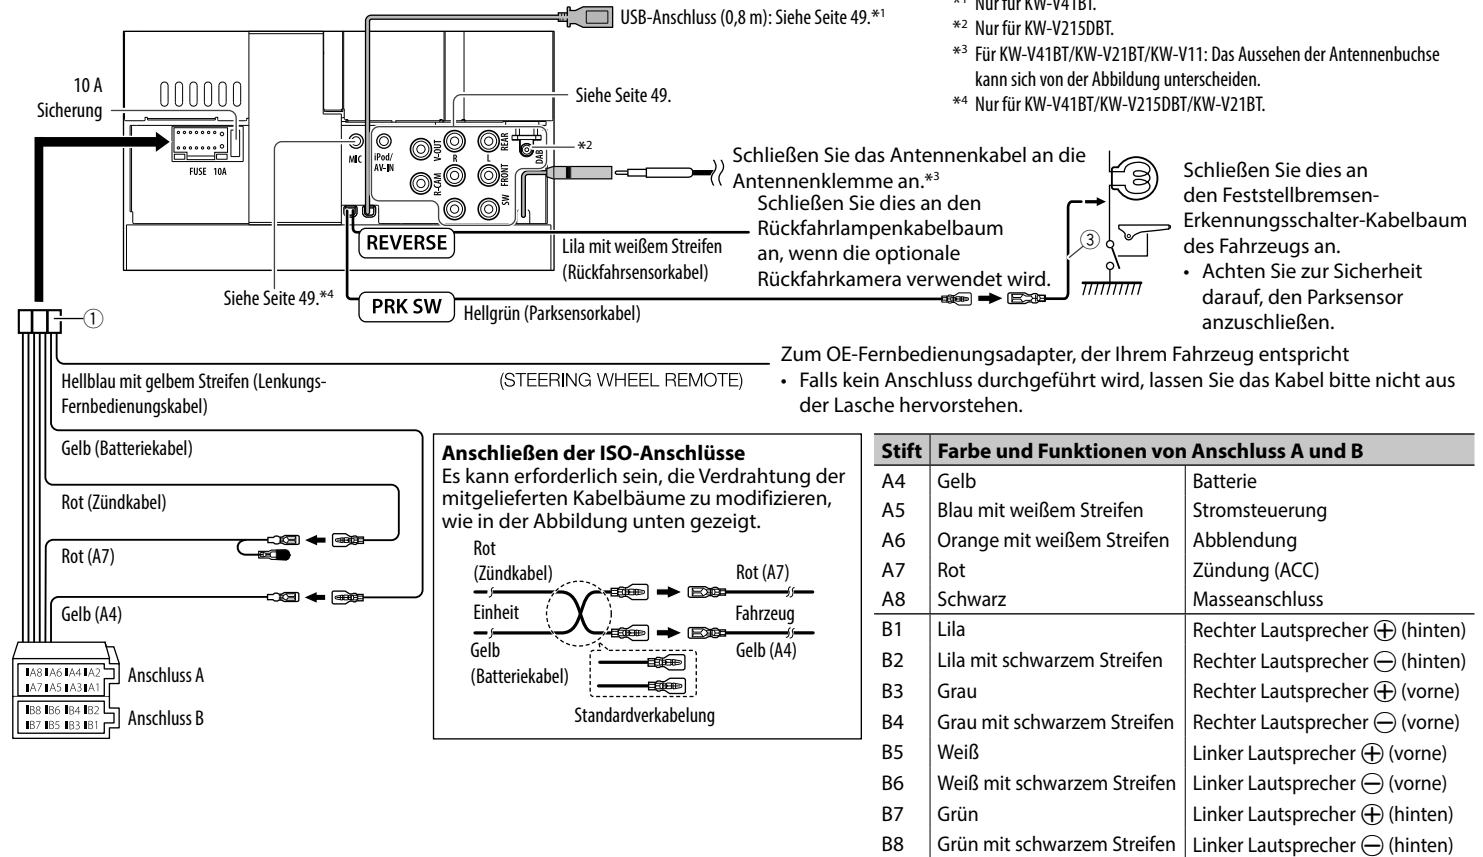 *1 Nur für KW-V41BT.
*2 Nur für KW-V215DBT.
*3 Für KW-V41BT/KW-V21BT/KW-V11: Das Aussehen der Antennenbuchse
kann sich von der Abbildung unterscheiden.
*4 Nur für KW-V41BT/KW-V215DBT/KW-V21BT.
USB-Anschluss (0,8 m): Siehe Seite 49.*1
10 A
Sicherung
Siehe Seite 49.
FUSE 10A
MIC
iPod/
AV-IN
V-OUT
R-CAM
R
L
REAR
FRONT
SW
DAB
*2
Schließen Sie das Antennenkabel an die
Antennenklemme an.*3
REVERSE
Lila mit weißem Streifen
(Rückfahrsensorkabel)
Schließen Sie dies an den
Rückfahrlampenkabelbaum
an, wenn die optionale
Rückfahrkamera verwendet wird.
Siehe Seite 49.*4
PRK SW
Hellgrün (Parksensorkabel)
③
Schließen Sie dies an
den Feststellbremsen-
Erkennungsschalter-Kabelbaum
des Fahrzeugs an.
• Achten Sie zur Sicherheit
darauf, den Parksensor
anzuschließen.
①
Hellblau mit gelbem Streifen (Lenkungs-
Fernbedienungskabel)
(STEERING WHEEL REMOTE)
Zum OE-Fernbedienungsadapter, der Ihrem Fahrzeug entspricht
• Falls kein Anschluss durchgeführt wird, lassen Sie das Kabel bitte nicht aus
der Lasche hervorstehen.
Gelb (Batteriekabel)
Rot (Zündkabel)
Rot (A7)
Gelb (A4)
A8 A6 A4 A2
A7 A5 A3 A1
Anschluss A
B8 B6 B4 B2
B7 B5 B3 B1
Anschluss B
Anschließen der ISO-Anschlüsse
Es kann erforderlich sein, die Verdrahtung der
mitgelieferten Kabelbäume zu modifizieren,
wie in der Abbildung unten gezeigt.
Rot
(Zündkabel)
Rot (A7)
Einheit
Fahrzeug
Gelb
(Batteriekabel)
Gelb (A4)
Standardverkabelung
Stift Farbe und Funktionen von Anschluss A und B
A4 Gelb Batterie
A5 Blau mit weißem Streifen Stromsteuerung
A6 Orange mit weißem Streifen Abblendung
A7 Rot Zündung (ACC)
A8 Schwarz Masseanschluss
B1 Lila Rechter Lautsprecher ⊕ (hinten)
B2 Lila mit schwarzem Streifen Rechter Lautsprecher ⊖ (hinten)
B3 Grau Rechter Lautsprecher ⊕ (vorne)
B4 Grau mit schwarzem Streifen Rechter Lautsprecher ⊖ (vorne)
B5 Weiß Linker Lautsprecher ⊕ (vorne)
B6 Weiß mit schwarzem Streifen Linker Lautsprecher ⊖ (vorne)
B7 Grün Linker Lautsprecher ⊕ (hinten)
B8 Grün mit schwarzem Streifen Linker Lautsprecher ⊖ (hinten)